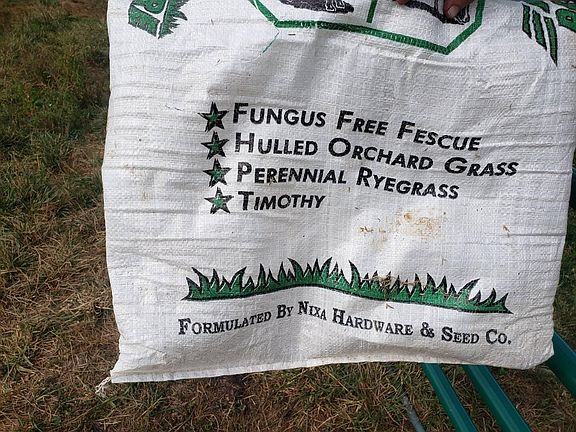 Fungus Free Fescue
Hulled Orchard Grass
Perennial Ryegrass
Timothy
Formulated By Nixa Hardware & Seed Co.